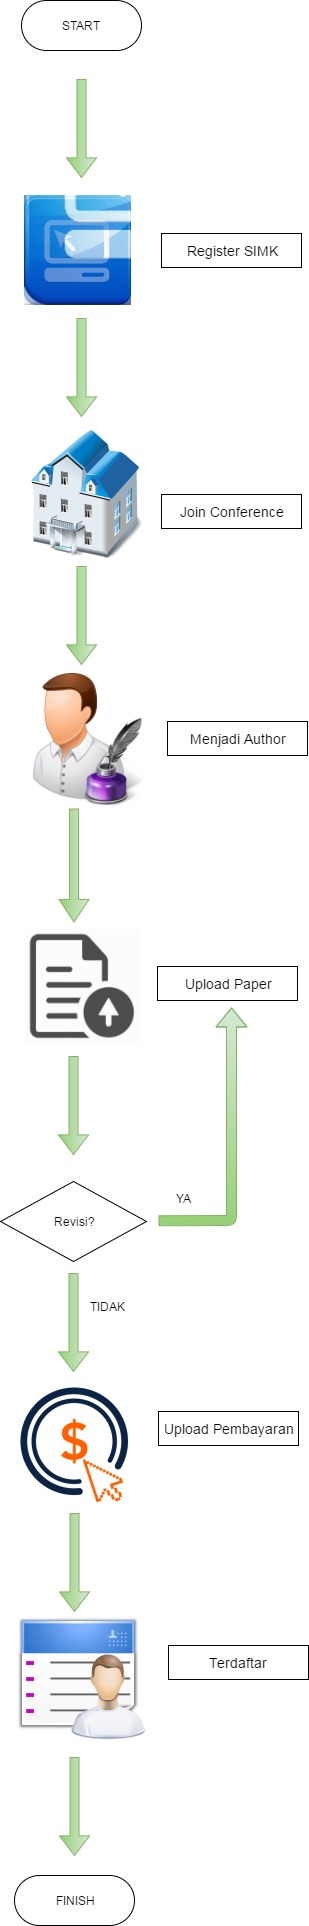 START
Register SIMK
Join Conference
Menjadi Author
Upload Paper
YA
Revisi?
TIDAK
$
Upload Pembayaran
Terdaftar
FINISH